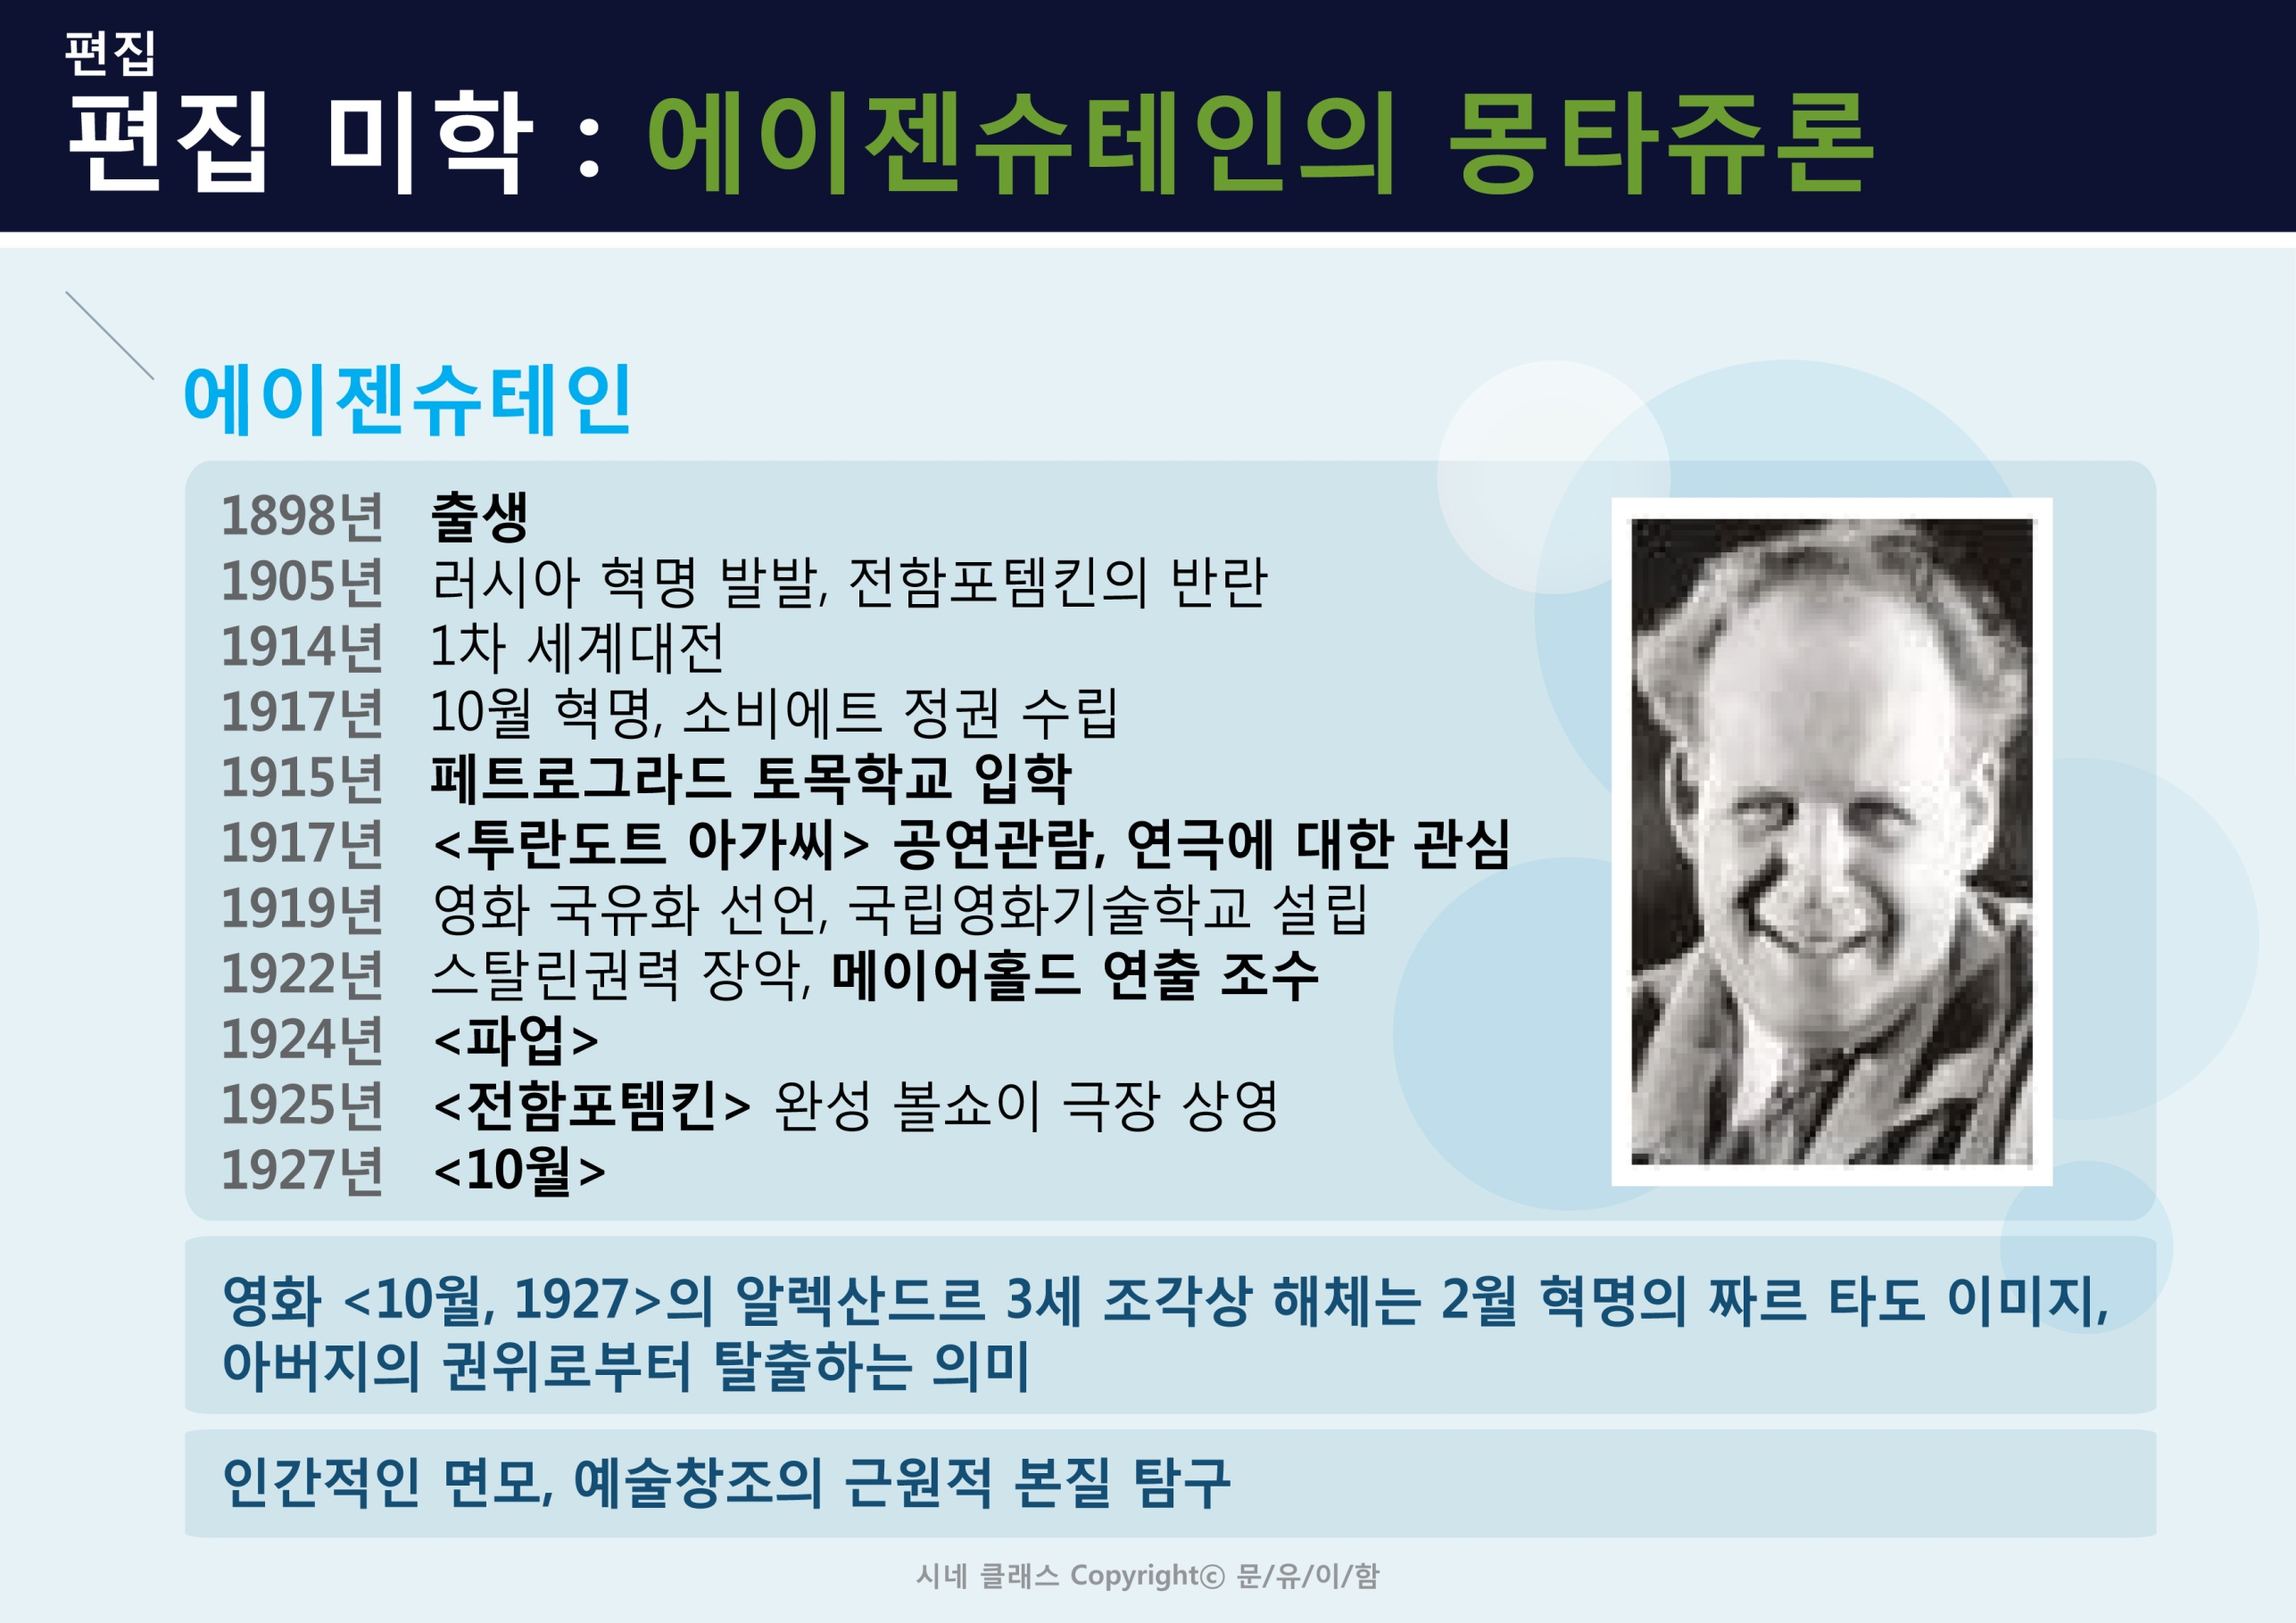 편집
편집 미학 : 에이젠슈테인의 몽타쥬론
에이젠슈테인
1898년 출생
1905년 러시아 혁명 발발, 전함포템킨의 반란
1914년 1차 세계대전
1917년 10월 혁명, 소비에트 정권 수립
1915년 페트로그라드 토목학교 입학
1917년 <투란도트 아가씨> 공연관람, 연극에 대한 관심
1919년 영화 국유화 선언, 국립영화기술학교 설립
1922년 스탈린권력 장악, 메이어홀드 연출 조수
1924년 <파업>
1925년 <전함포템킨> 완성 볼쇼이 극장 상영
1927년 <10월>
영화 <10월, 1927>의 알렉산드르 3세 조각상 해체는 2월 혁명의 짜르 타도 이미지,
아버지의 권위로부터 탈출하는 의미
인간적인 면모, 예술창조의 근원적 본질 탐구
시네 클래스 Copyright© 문/유/이/함